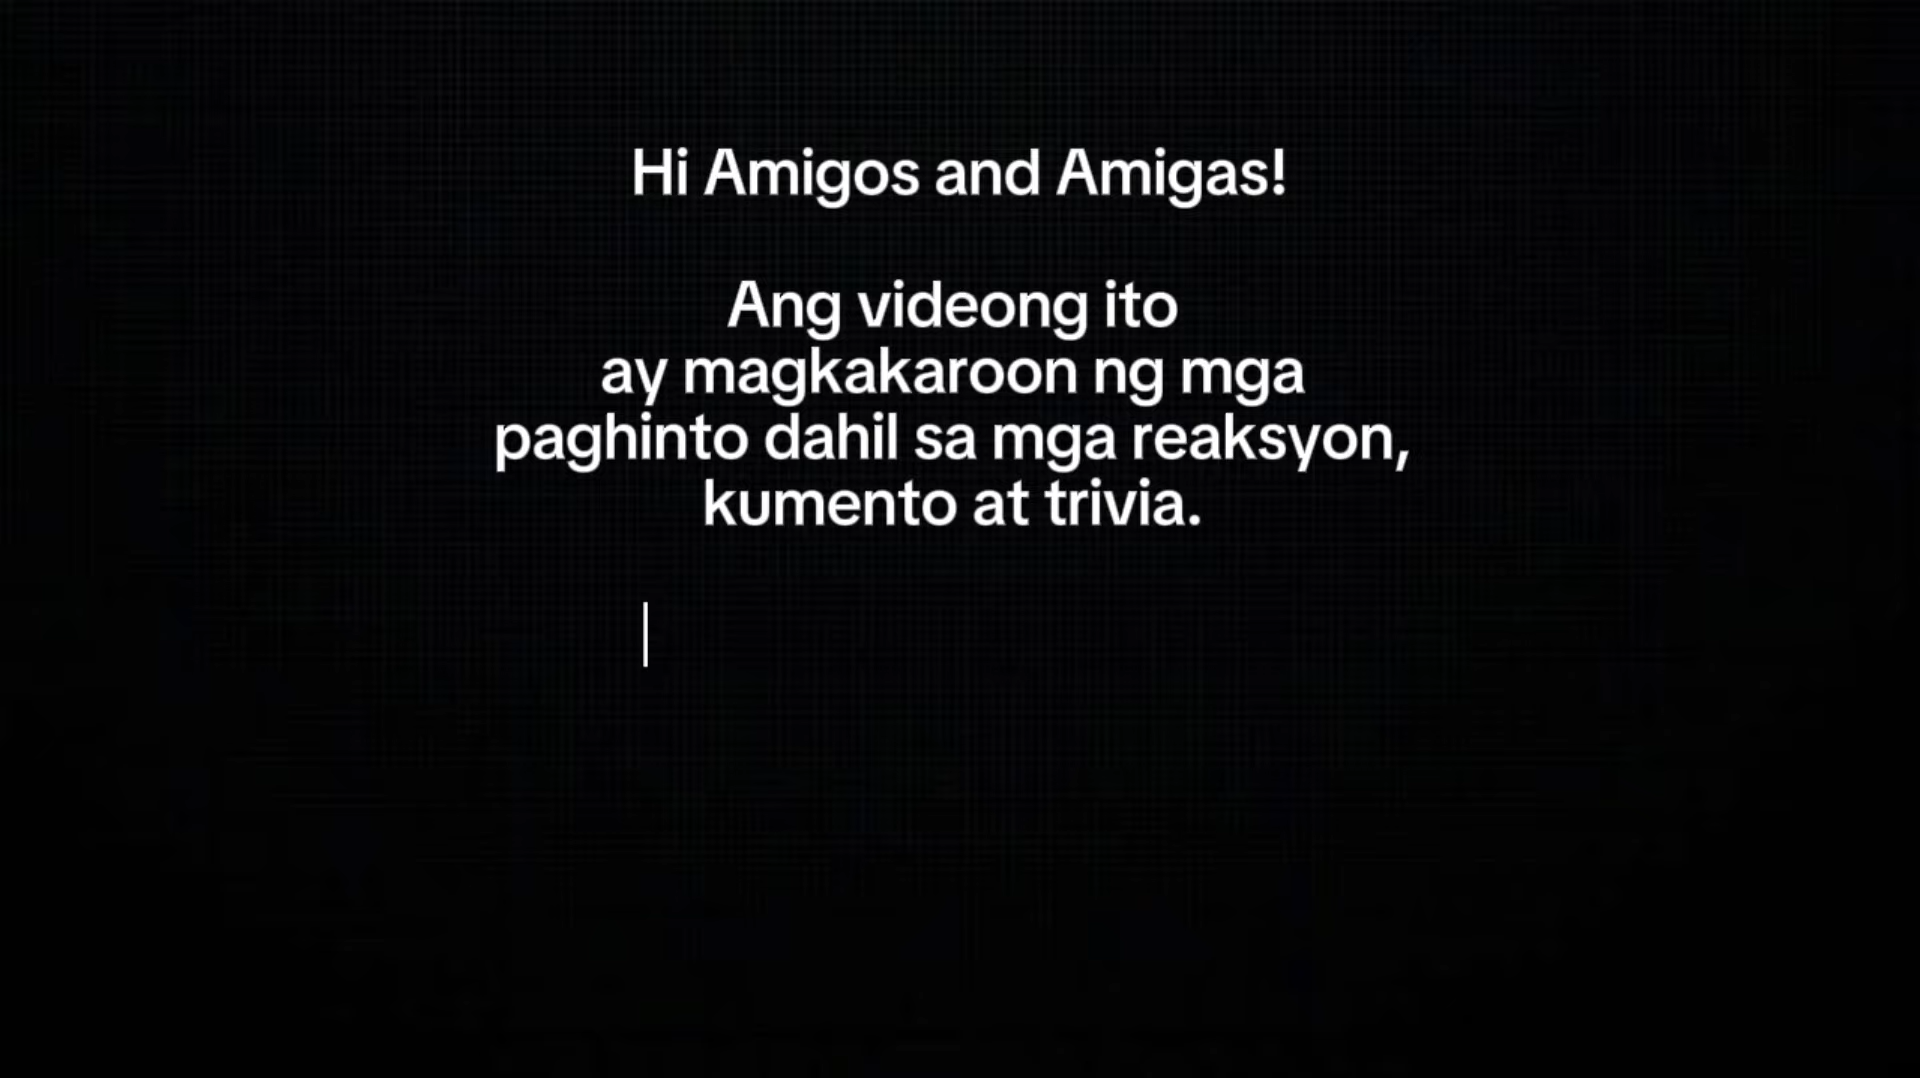 Hi Amigos and Amigas!
Ang videong ito
ay magkakaroon ng mga
paghinto dahil sa mga reaksyon,
kumento at trivia.